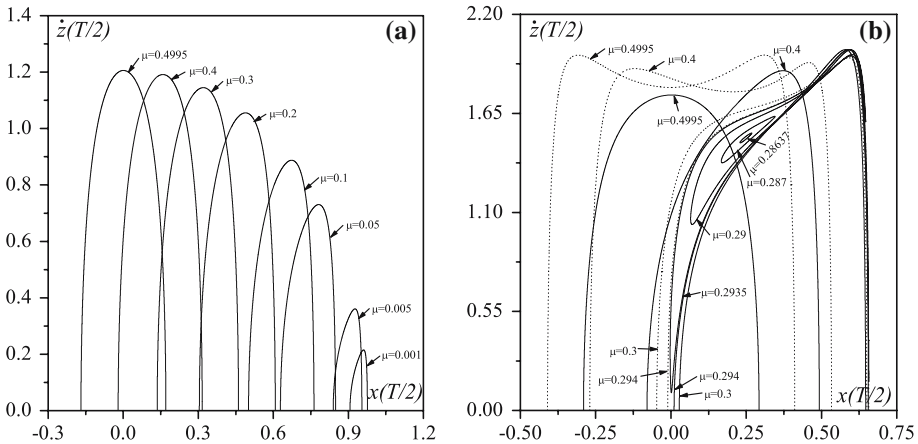 1.4
ż(T/2)
(a)
μ=0.4995
μ=0.4
μ=0.3
1.2
μ=0.2
1.0
μ=0.1
0.8
μ=0.05
0.6
0.4
μ=0.005
0.2
μ=0.001
x(T/2)
0.0
-0.3
0.0
0.3
0.6
0.9
1.2
2.20
ż(T/2)
(b)
μ=0.4995
μ=0.4
μ=0.4
1.65
μ=0.4995
μ=0.28637
μ=0.287
1.10
μ=0.29
μ=0.2935
0.55
μ=0.3
μ=0.294
μ=0.294
μ=0.3
x(T/2)
0.00
-0.50
-0.25
0.00
0.25
0.50
0.75